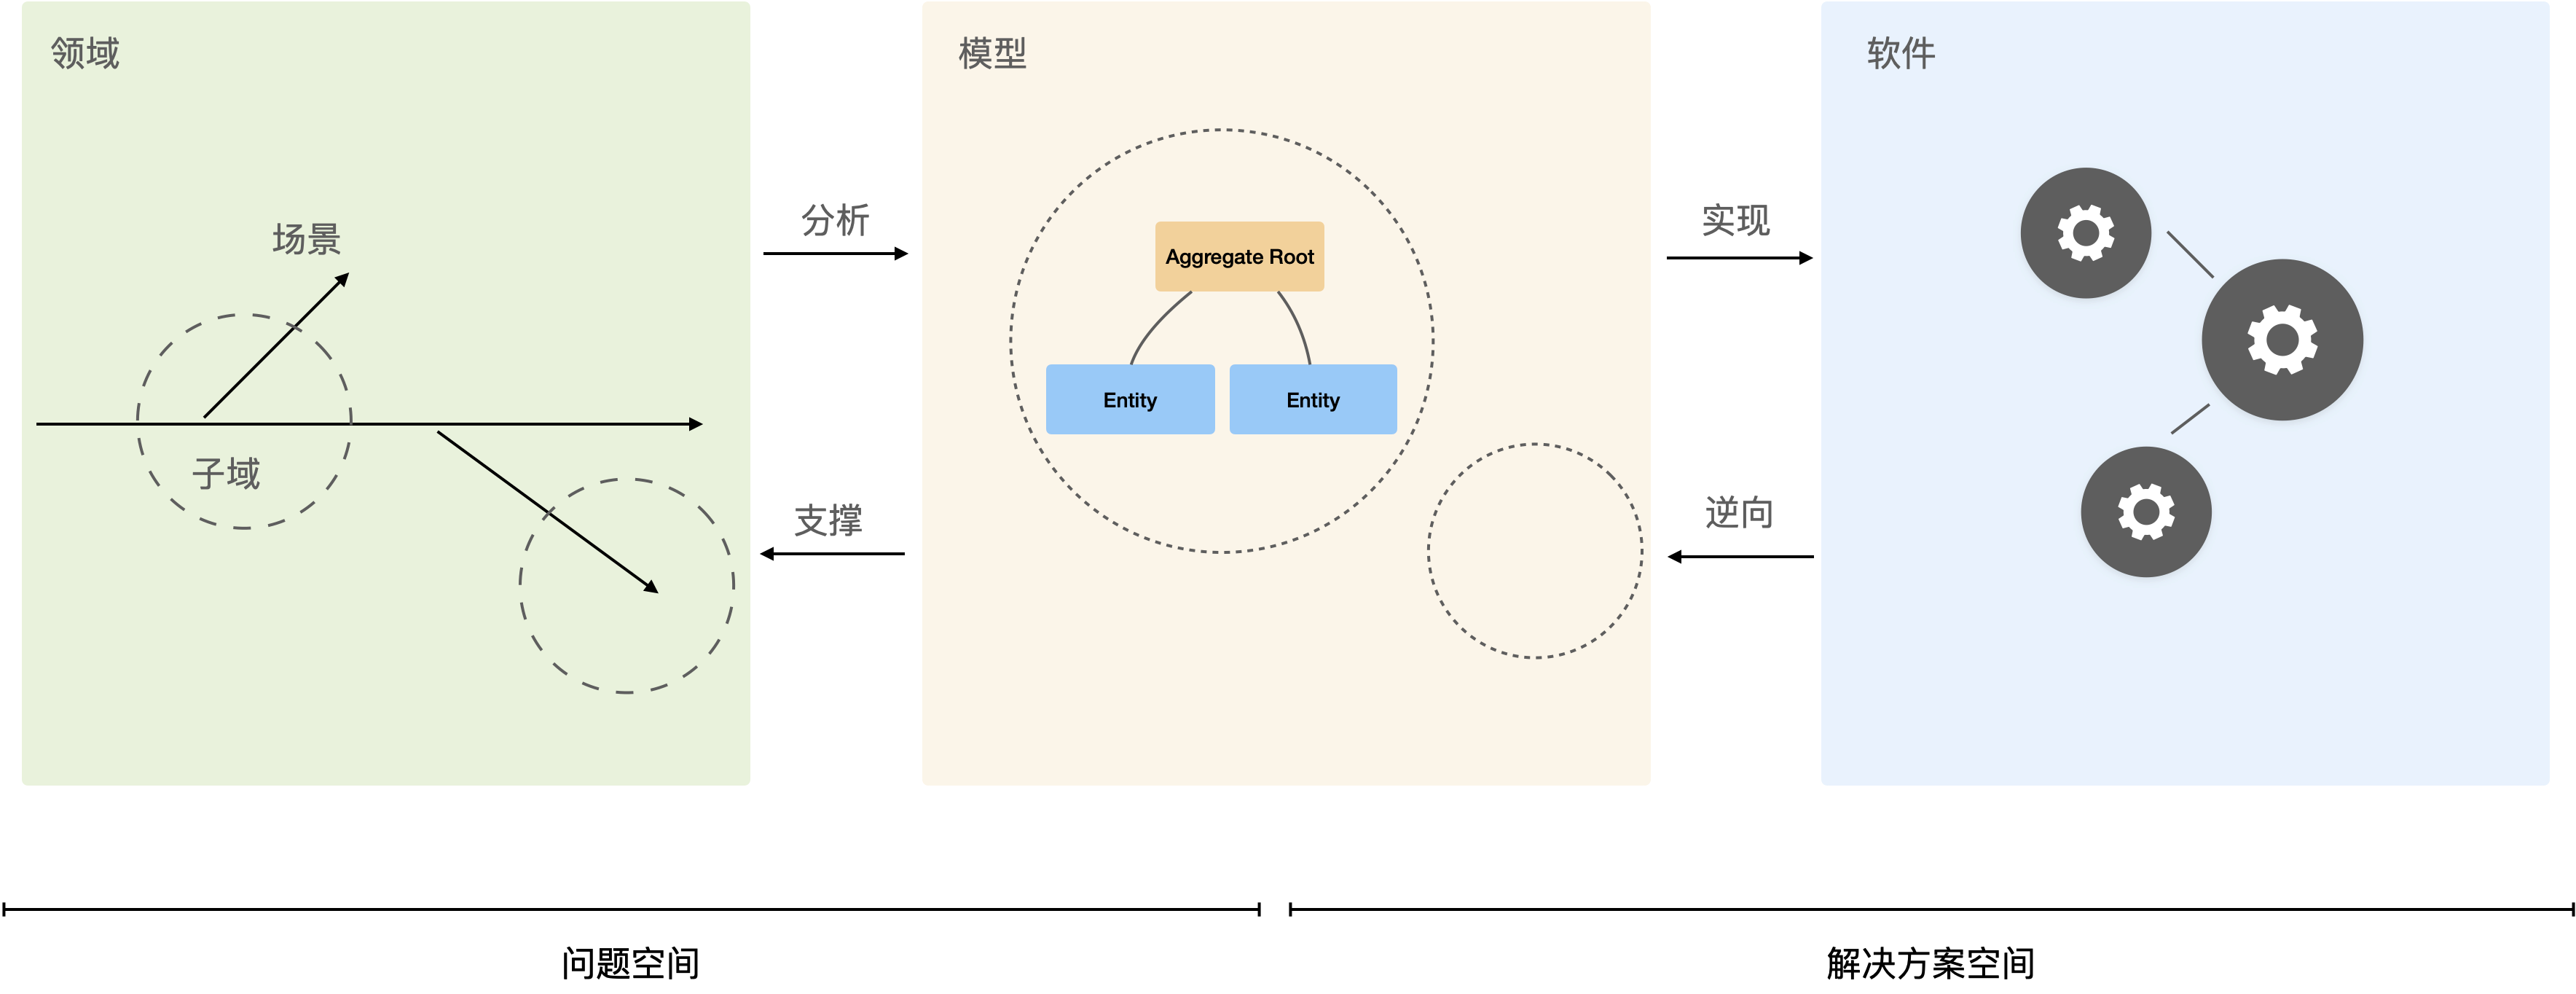 领域
模型
软件
场景
分析
实现
Aggregate Root
Entity
Entity
子域
支撑
逆向
问题空间
解决方案空间